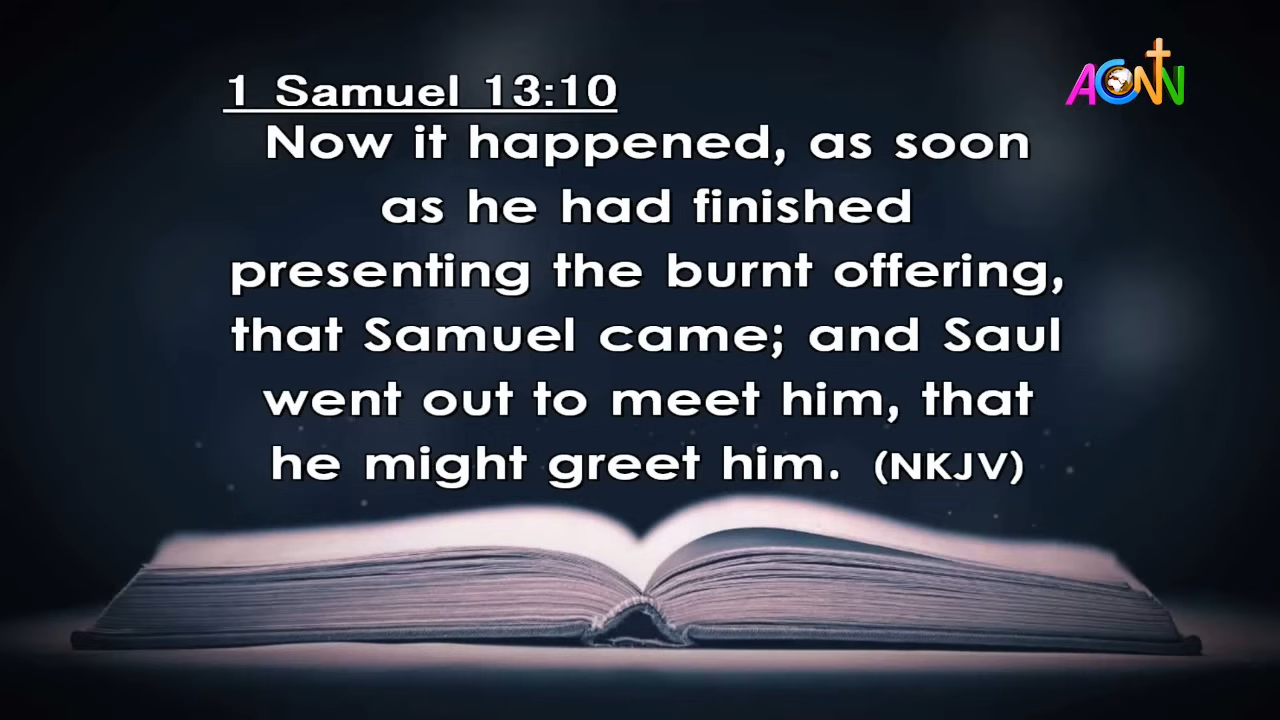 1 Samuel 13:10
ACNN
Now it happened, as soon
as he had finished
presenting the burnt offering,
that Samuel came; and Saul
went out to meet him, that
he might greet him. (NKJV)